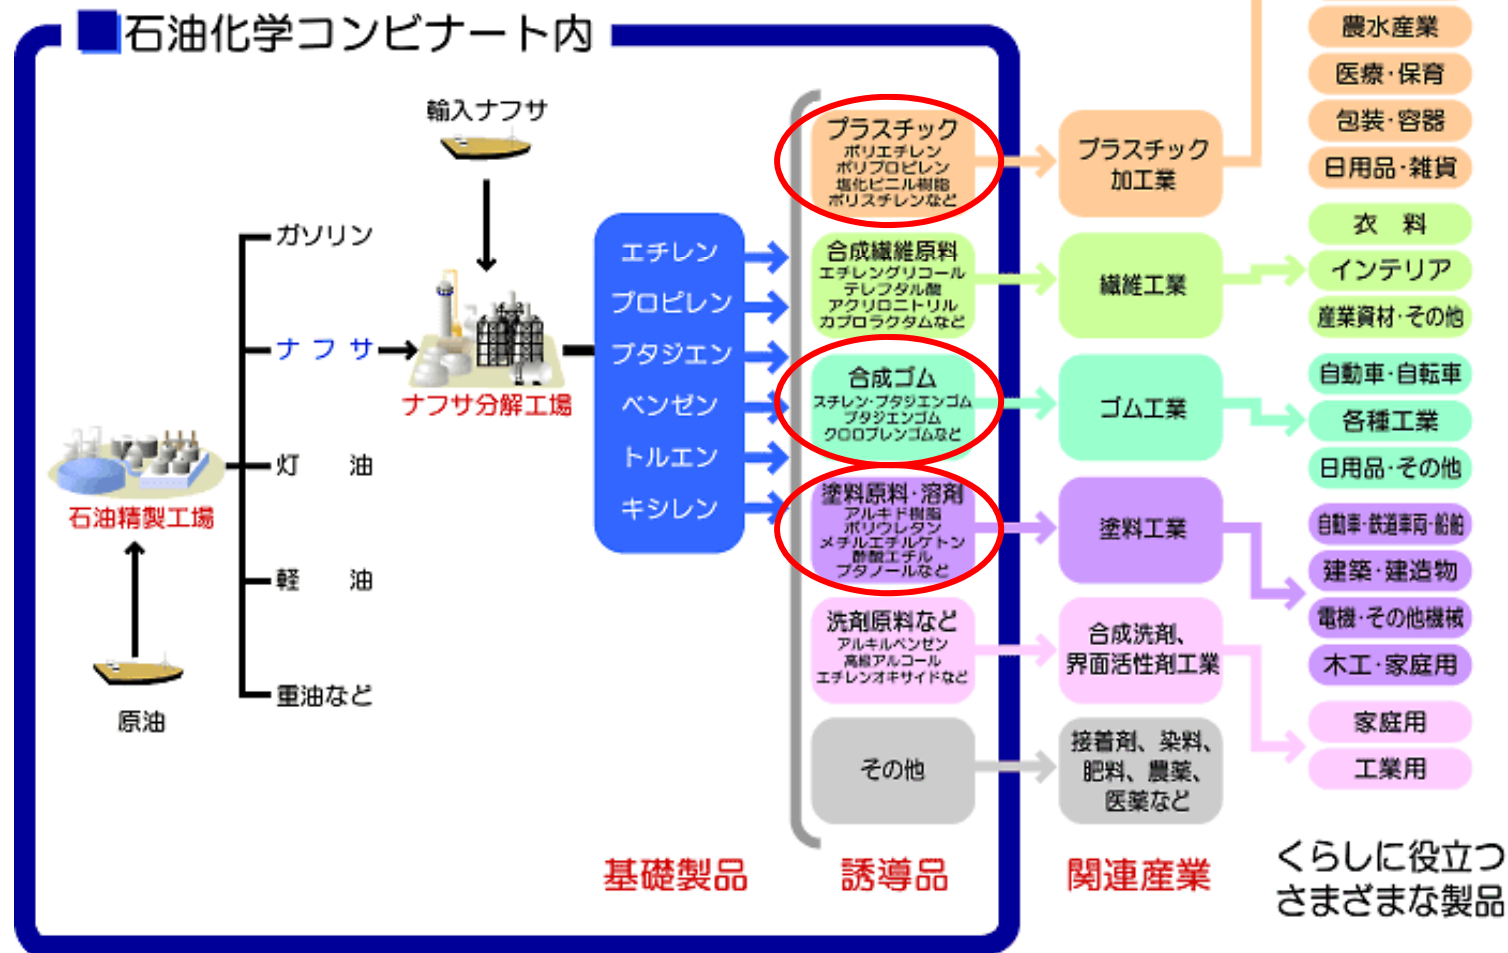 ■石油化学コンビナート内
輸入ナフサ
ガソリン
ナフサ
ナフサ分解工場
灯　油
石油精製工場
軽　油
原油
重油など
エチレン
プロピレン
ブタジエン
ベンゼン
トルエン
キシレン
基礎製品
プラスチック
ポリエチレン
ポリプロピレン
塩化ビニル樹脂
ポリスチレンなど
合成繊維原料
エチレングリコール
テレフタル酸
アクリロニトリル
カプロラクタムなど
合成ゴム
スチレン・ブタジエンゴム
ブタジエンゴム
クロロプレンゴムなど
塗料原料・溶剤
アルキド樹脂
ポリウレタン
メチルエチルケトン
酢酸エチル
ブタノールなど
洗剤原料など
アルキルベンゼン
高級アルコール
エチレンオキサイドなど
その他
誘導品
プラスチック
加工業
繊維工業
ゴム工業
塗料工業
合成洗剤、
界面活性剤工業
接着剤、染料、
肥料、農薬、
医薬など
関連産業
農水産業
医療・保育
包装・容器
日用品・雑貨
衣　料
インテリア
産業資材・その他
自動車・自転車
各種工業
日用品・その他
自動車・鉄道車両・船舶
建築・建造物
電機・その他機械
木工・家庭用
家庭用
工業用
くらしに役立つ
さまざまな製品